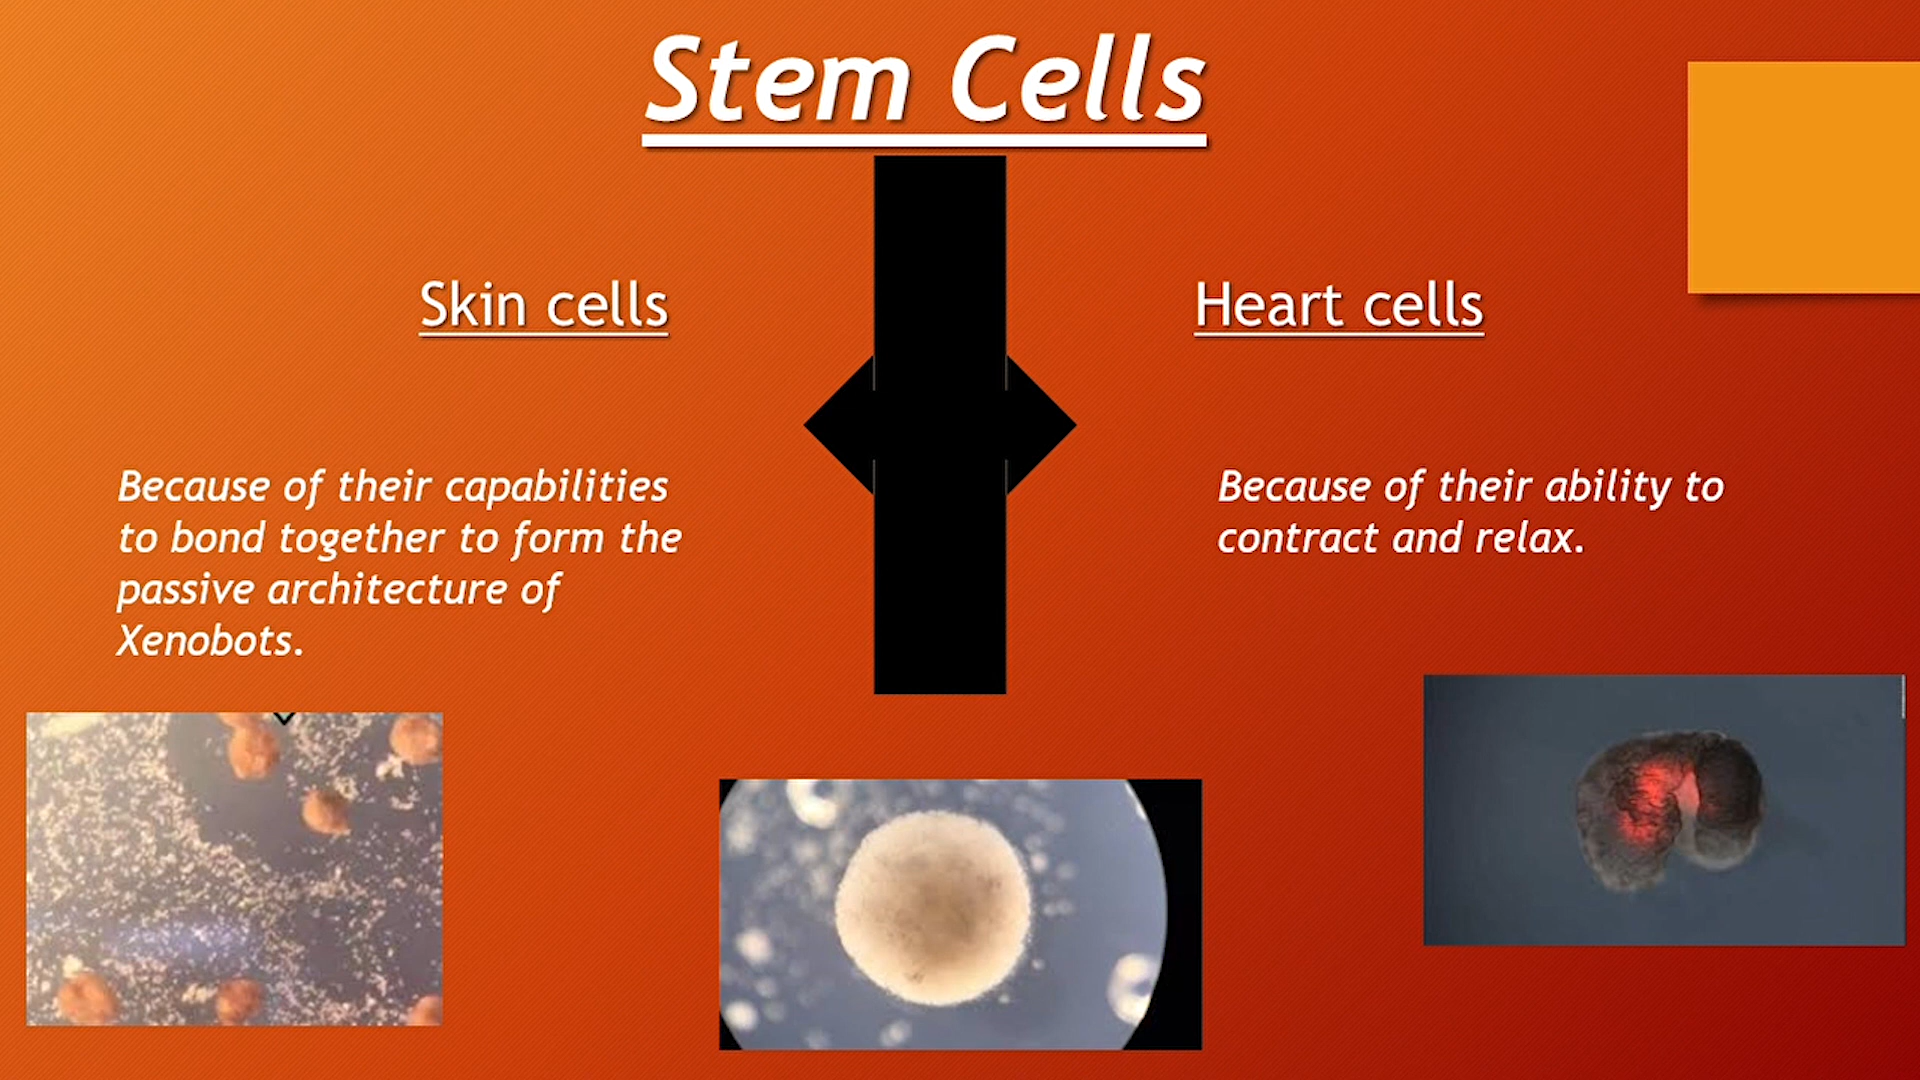 Stem Cells
Skin cells
Because of their capabilities
to bond together to form the
passive architecture of
Xenobots.
Heart cells
Because of their ability to
contract and relax.